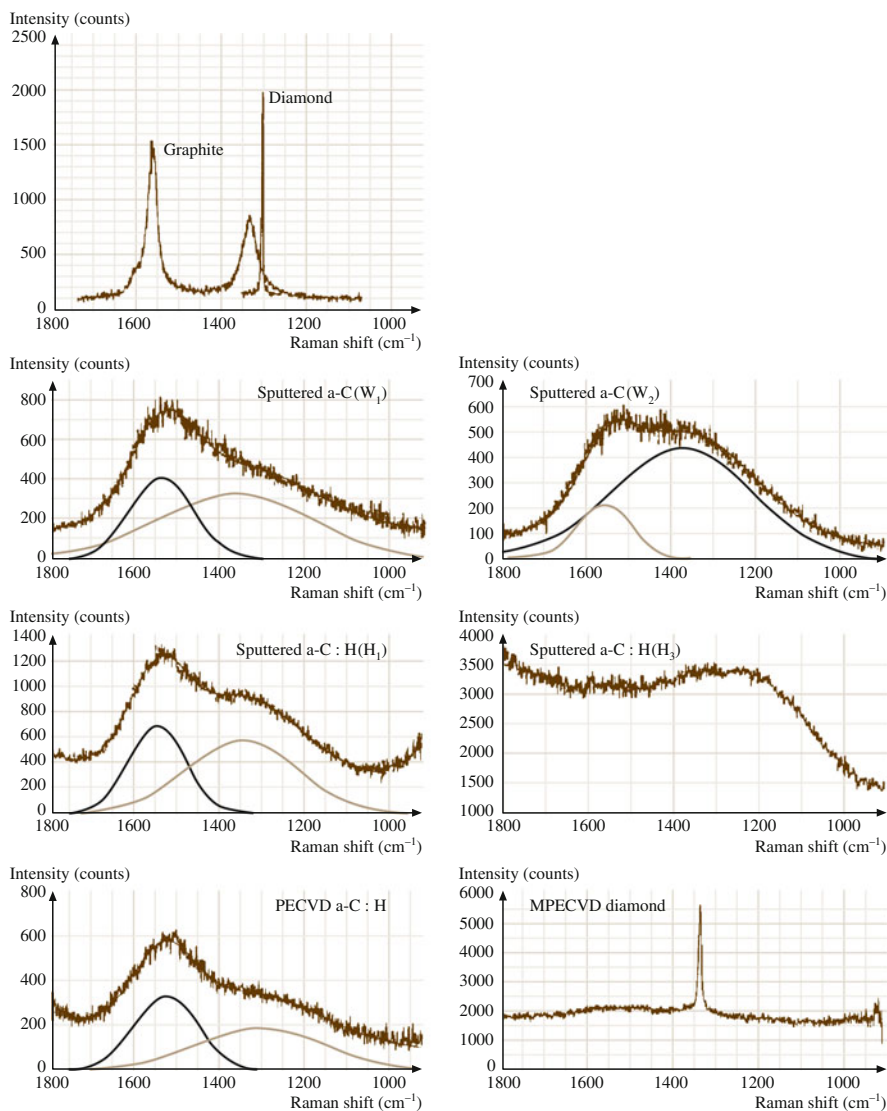 Intensity (counts)
2500
2000
1500
1000
500
0
Diamond
Graphite
1800 1600 1400 1200 1000
Raman shift (cm⁻¹)
Intensity (counts)
800
600
400
200
0
Sputtered a-C(W₁)
1800 1600 1400 1200 1000
Raman shift (cm⁻¹)
Intensity (counts)
700
600
500
400
300
200
100
0
Sputtered a-C(W₂)
1800 1600 1400 1200 1000
Raman shift (cm⁻¹)
Intensity (counts)
1400
1200
1000
800
600
400
200
0
Sputtered a-C : H(H₁)
1800 1600 1400 1200 1000
Raman shift (cm⁻¹)
Intensity (counts)
4000
3500
3000
2500
2000
1500
1000
Sputtered a-C : H(H₃)
1800 1600 1400 1200 1000
Raman shift (cm⁻¹)
Intensity (counts)
800
600
400
200
0
PECVD a-C : H
1800 1600 1400 1200 1000
Raman shift (cm⁻¹)
Intensity (counts)
6000
5000
4000
3000
2000
1000
0
MPECVD diamond
1800 1600 1400 1200 1000
Raman shift (cm⁻¹)